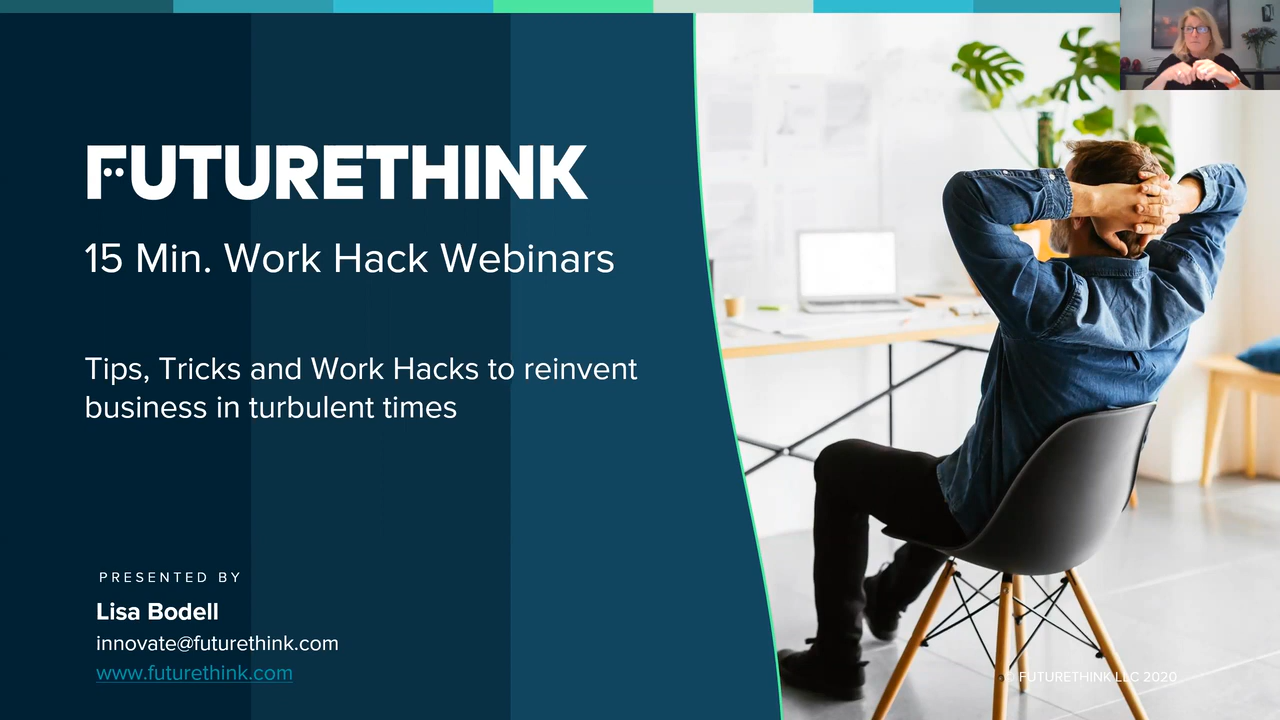 FUTURETHINK
15 Min. Work Hack Webinars
Tips, Tricks and Work Hacks to reinvent
business in turbulent times
PRESENTED BY
Lisa Bodell
innovate@futurethink.com
www.futurethink.com
© FUTURETHINK LLC 2020